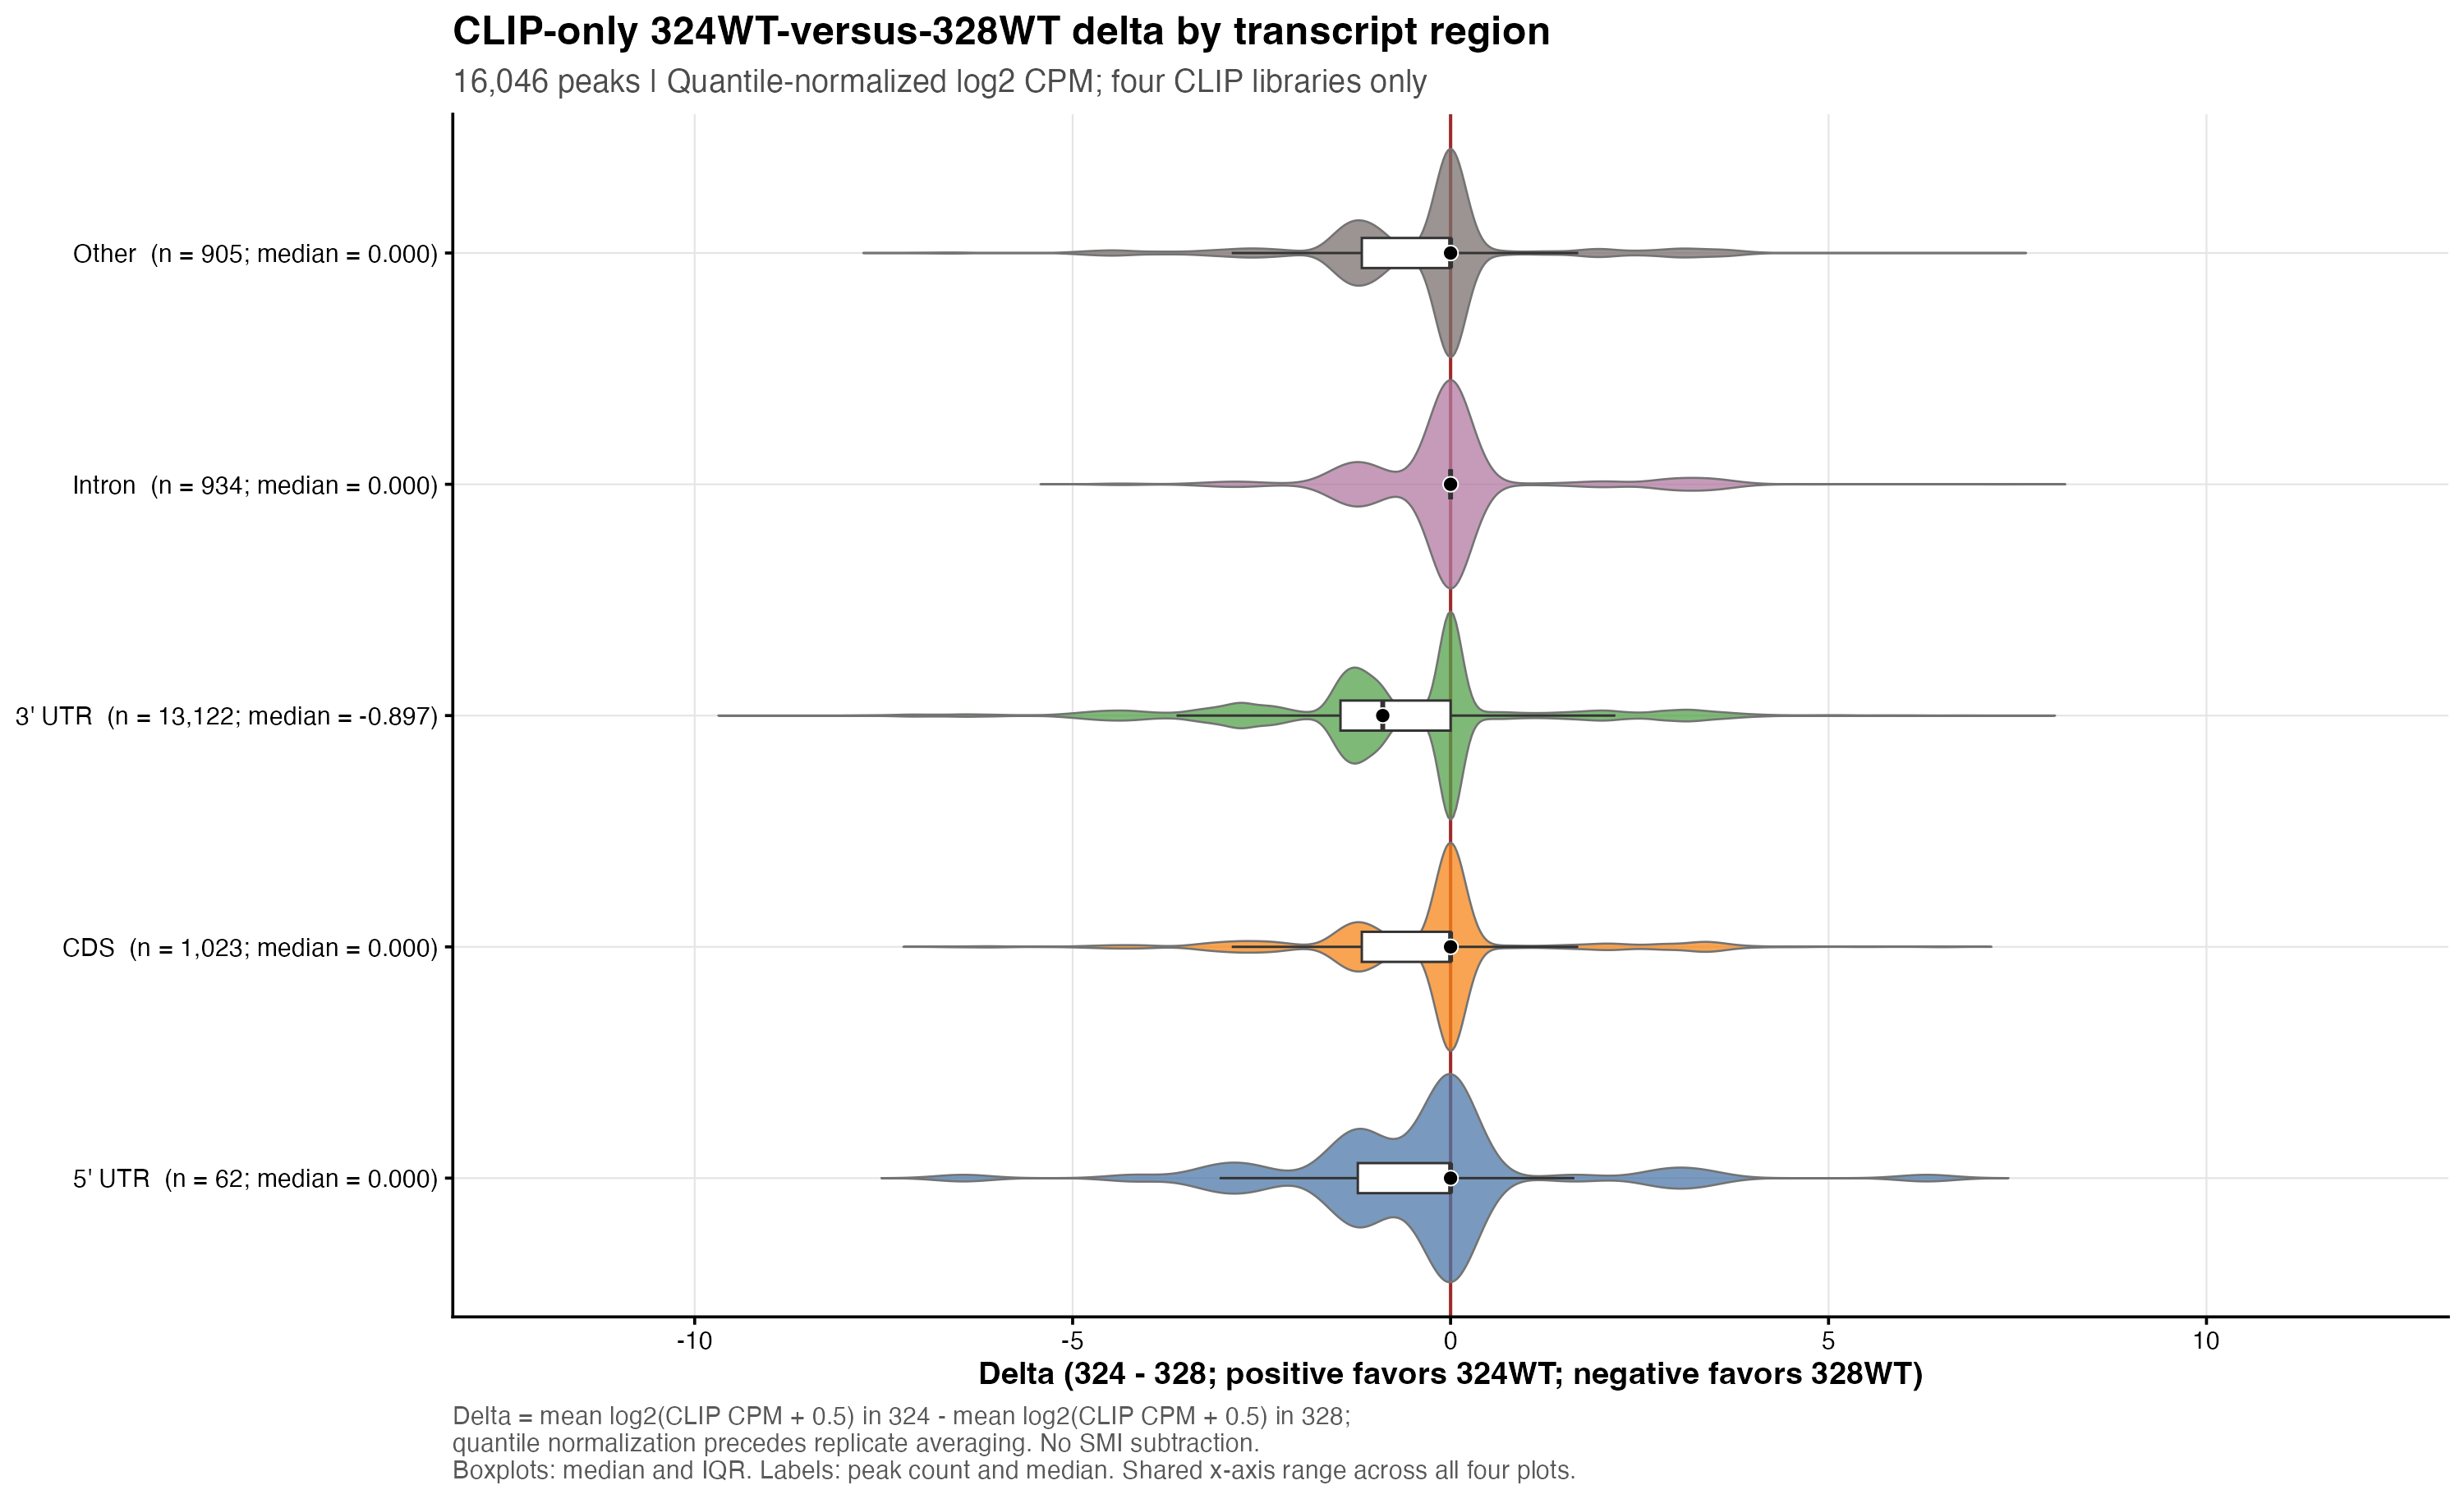 CLIP-only 324WT-versus-328WT delta by transcript region
16,046 peaks | Quantile-normalized log2 CPM; four CLIP libraries only
Other (n = 905; median = 0.000)
Intron (n = 934; median = 0.000)
3' UTR (n = 13,122; median = -0.897)
CDS (n = 1,023; median = 0.000)
5' UTR (n = 62; median = 0.000)
-10 -5 0 5 10
Delta (324 - 328; positive favors 324WT; negative favors 328WT)
Delta = mean log2(CLIP CPM + 0.5) in 324 - mean log2(CLIP CPM + 0.5) in 328;
quantile normalization precedes replicate averaging. No SMI subtraction.
Boxplots: median and IQR. Labels: peak count and median. Shared x-axis range across all four plots.